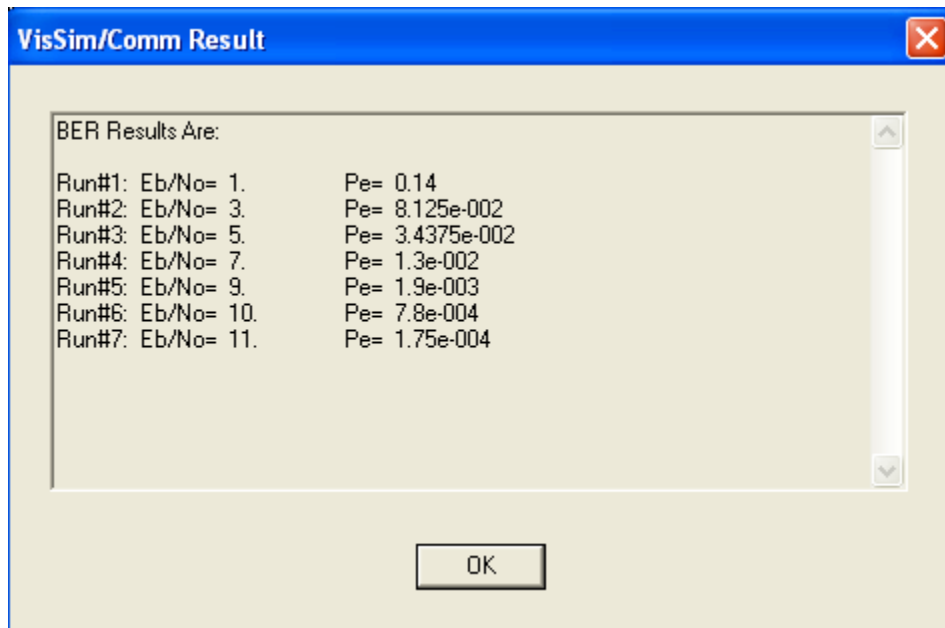 VisSim/Comm Result
BER Results Are:
Run#1: Eb/No= 1. Pe= 0.14
Run#2: Eb/No= 3. Pe= 8.125e-002
Run#3: Eb/No= 5. Pe= 3.4375e-002
Run#4: Eb/No= 7. Pe= 1.3e-002
Run#5: Eb/No= 9. Pe= 1.9e-003
Run#6: Eb/No= 10. Pe= 7.8e-004
Run#7: Eb/No= 11. Pe= 1.75e-004
OK